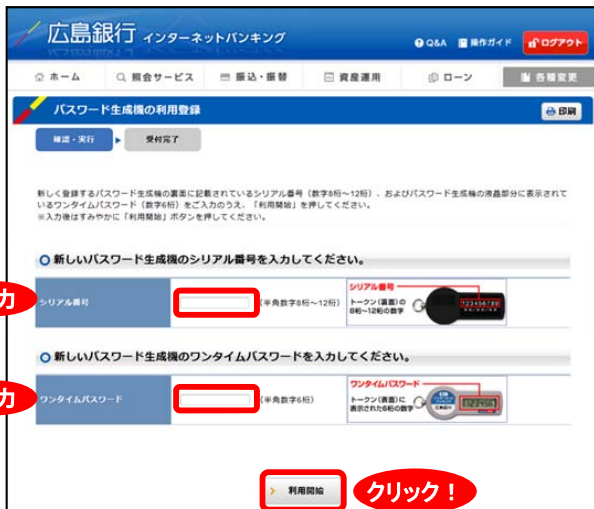 広島銀行 インターネットバンキング
Q&A 操作ガイド ログアウト
ホーム 照会サービス 振込・振替 資産運用 ローン 各種変更
パスワード生成機の利用登録 印刷
確認・実行 受付完了
新しく登録するパスワード生成機の裏面に記載されているシリアル番号（数字8桁～12桁）、およびパスワード生成機の液晶部分に表示されて
いるワンタイムパスワード（数字6桁）をご入力のうえ、「利用開始」を押してください。
※入力後はすみやかに「利用開始」ボタンを押してください。
新しいパスワード生成機のシリアル番号を入力してください。
力 シリアル番号 （半角数字8桁～12桁）
シリアル番号
トークン（裏面）の
8桁～12桁の数字
123456789
新しいパスワード生成機のワンタイムパスワードを入力してください。
力 ワンタイムパスワード （半角数字6桁）
ワンタイムパスワード
トークン（表面）に
表示された6桁の数字
123456
利用開始 クリック！